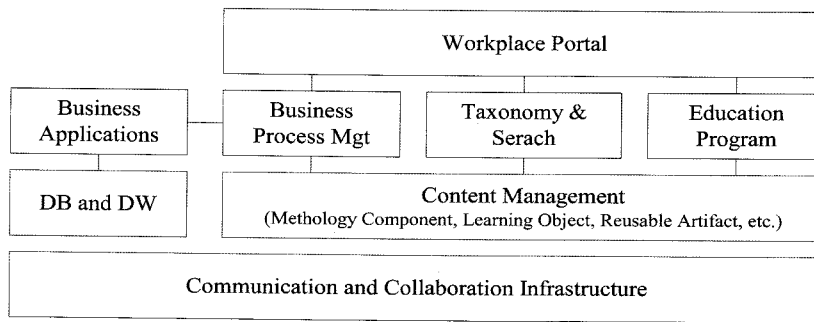 Workplace Portal
Business
Applications
Business
Process Mgt
Taxonomy &
Serach
Education
Program
DB and DW
Content Management
(Methology Component, Learning Object, Reusable Artifact, etc.)
Communication and Collaboration Infrastructure